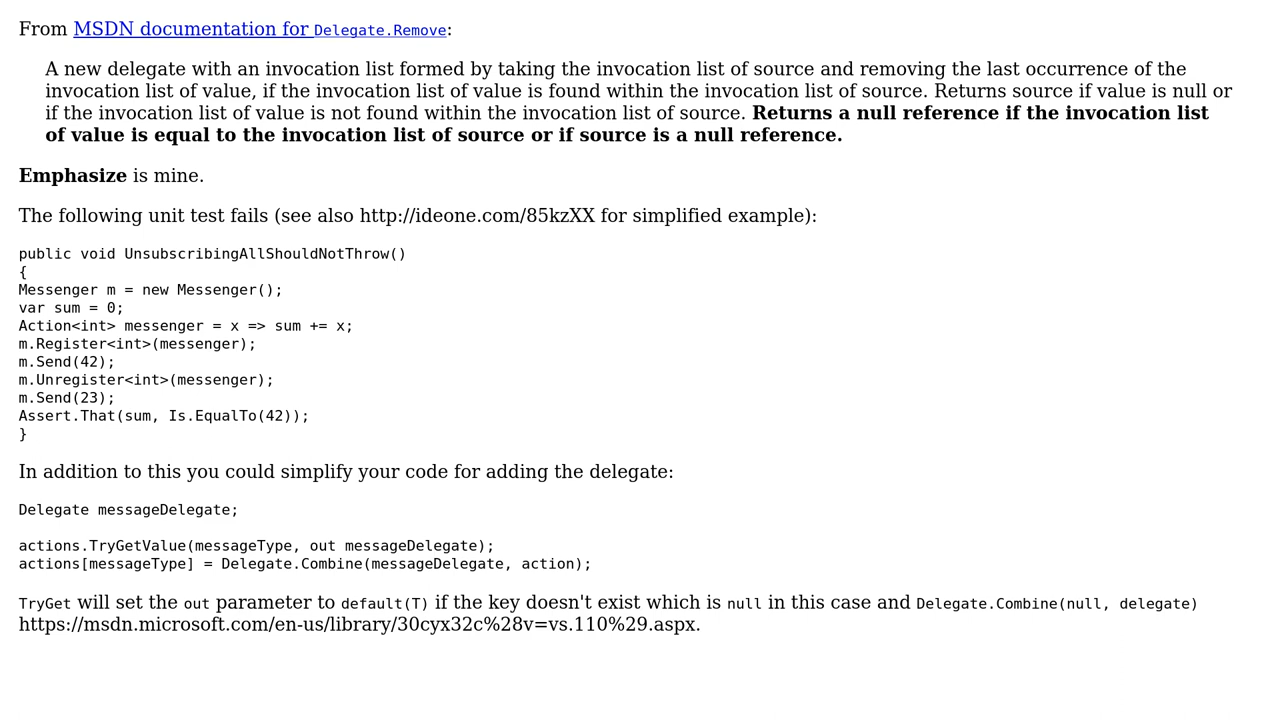 From MSDN documentation for Delegate.Remove:
A new delegate with an invocation list formed by taking the invocation list of source and removing the last occurrence of the
invocation list of value, if the invocation list of value is found within the invocation list of source. Returns source if value is null or
if the invocation list of value is not found within the invocation list of source. Returns a null reference if the invocation list
of value is equal to the invocation list of source or if source is a null reference.
Emphasize is mine.
The following unit test fails (see also http://ideone.com/85kzXX for simplified example):
public void UnsubscribingAllShouldNotThrow()
{
Messenger m = new Messenger();
var sum = 0;
Action<int> messenger = x => sum += x;
m.Register<int>(messenger);
m.Send(42);
m.Unregister<int>(messenger);
m.Send(23);
Assert.That(sum, Is.EqualTo(42));
}
In addition to this you could simplify your code for adding the delegate:
Delegate messageDelegate;
actions.TryGetValue(messageType, out messageDelegate);
actions[messageType] = Delegate.Combine(messageDelegate, action);
TryGet will set the out parameter to default(T) if the key doesn't exist which is null in this case and Delegate.Combine(null, delegate)
https://msdn.microsoft.com/en-us/library/30cyx32c%28v=vs.110%29.aspx.